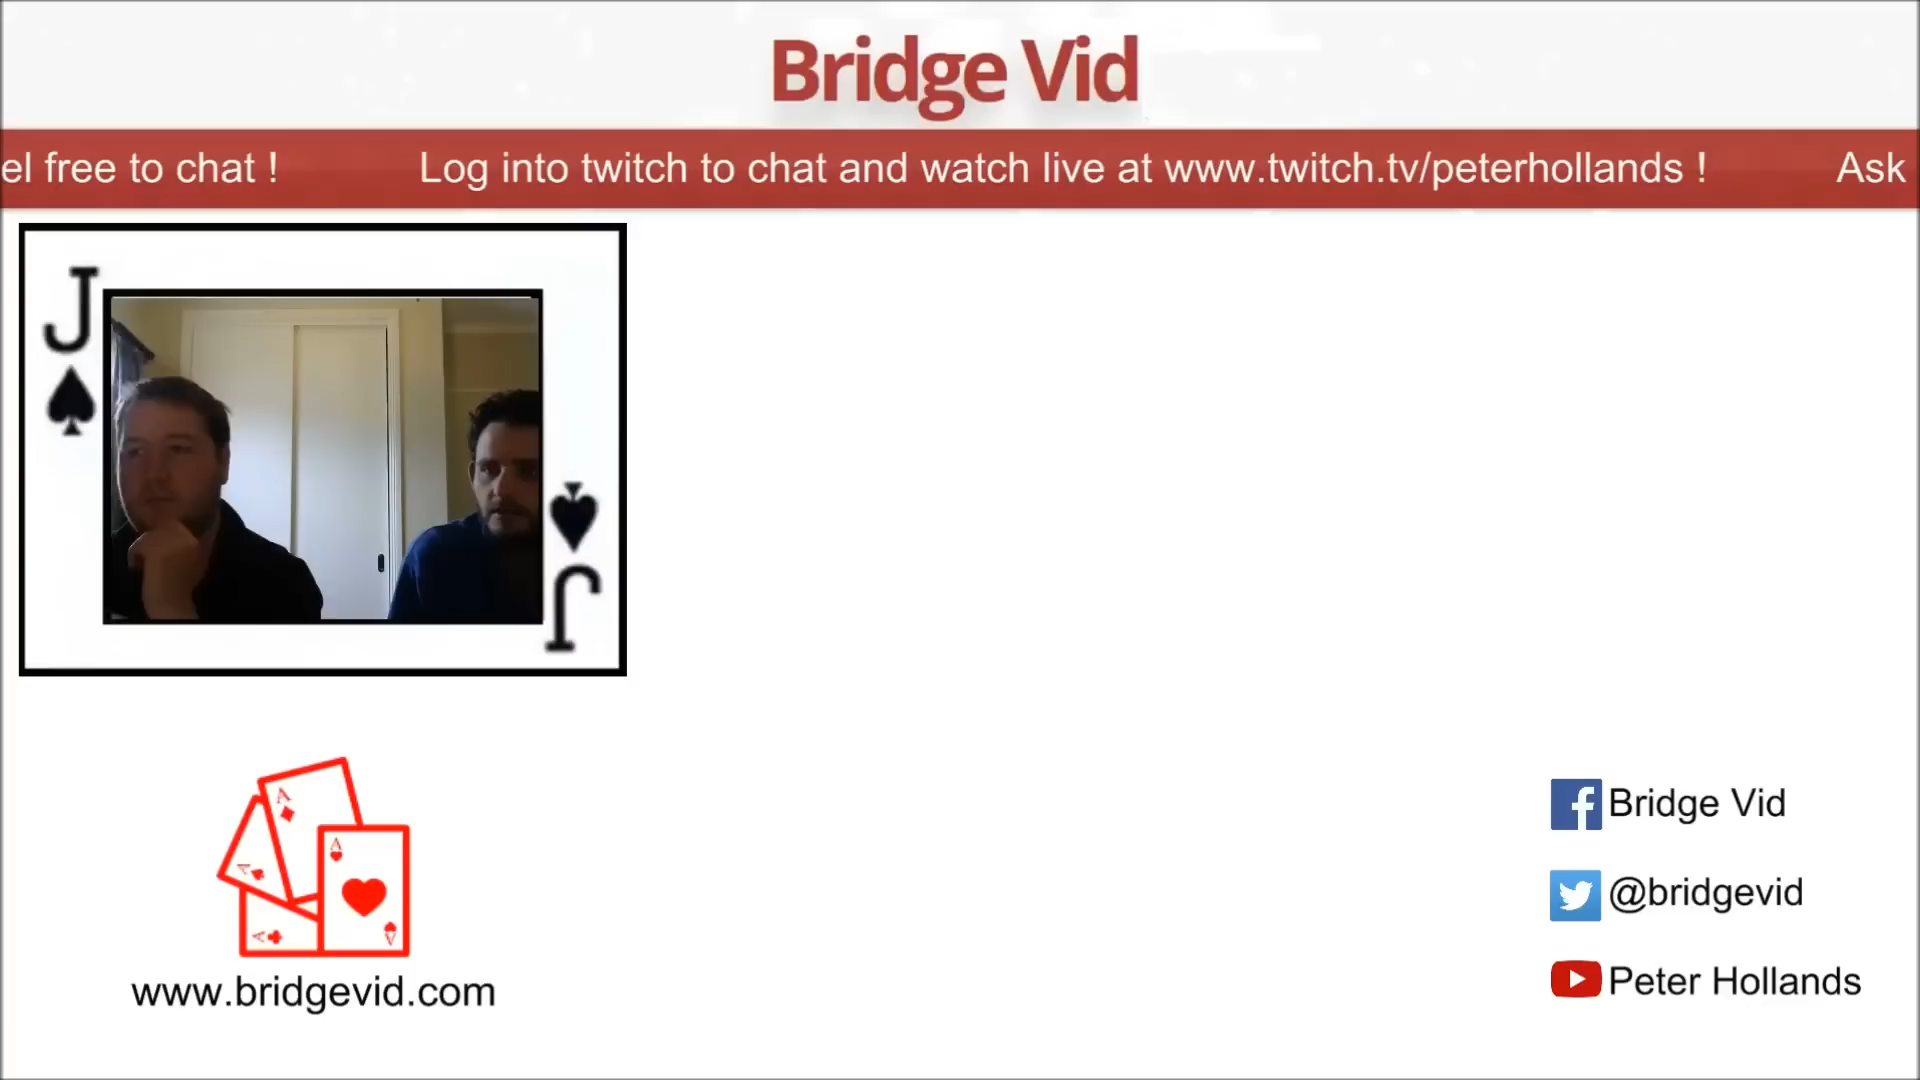 Bridge Vid
el free to chat ! Log into twitch to chat and watch live at www.twitch.tv/peterhollands ! Ask
J
J
A
A
A
A
A
www.bridgevid.com
Bridge Vid
@bridgevid
Peter Hollands